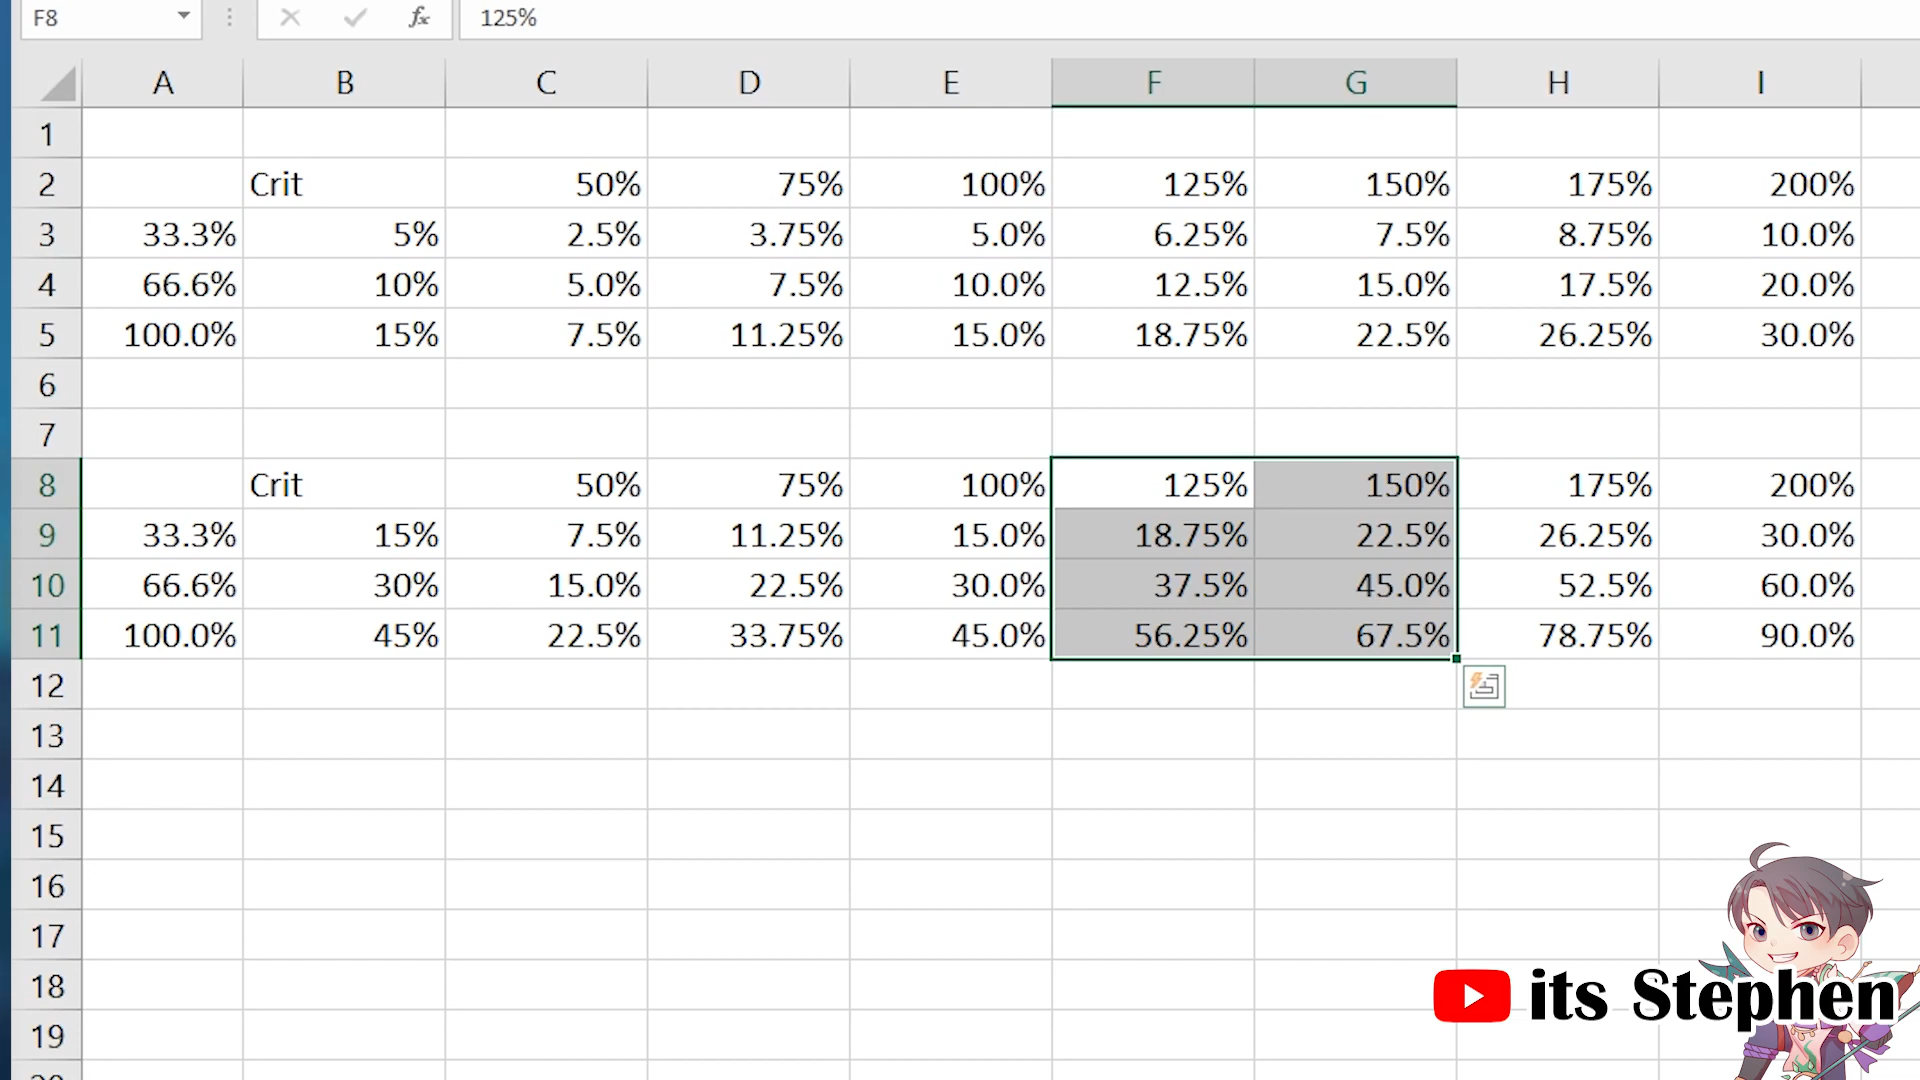 F8 fx 125%
A B C D E F G H I
1
2 Crit 50% 75% 100% 125% 150% 175% 200%
3 33.3% 5% 2.5% 3.75% 5.0% 6.25% 7.5% 8.75% 10.0%
4 66.6% 10% 5.0% 7.5% 10.0% 12.5% 15.0% 17.5% 20.0%
5 100.0% 15% 7.5% 11.25% 15.0% 18.75% 22.5% 26.25% 30.0%
6
7
8 Crit 50% 75% 100% 125% 150% 175% 200%
9 33.3% 15% 7.5% 11.25% 15.0% 18.75% 22.5% 26.25% 30.0%
10 66.6% 30% 15.0% 22.5% 30.0% 37.5% 45.0% 52.5% 60.0%
11 100.0% 45% 22.5% 33.75% 45.0% 56.25% 67.5% 78.75% 90.0%
12
13
14
15
16
17
18
19
its Stephen